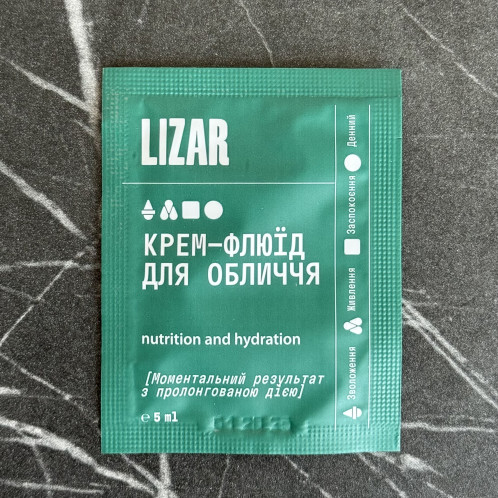 LIZAR
КРЕМ-ФЛЮЇД
ДЛЯ ОБЛИЧЧЯ
nutrition and hydration
[Моментальний результат
з пролонгованою дією]
℮ 5 ml
Зволоження Живлення Заспокоєння Денний